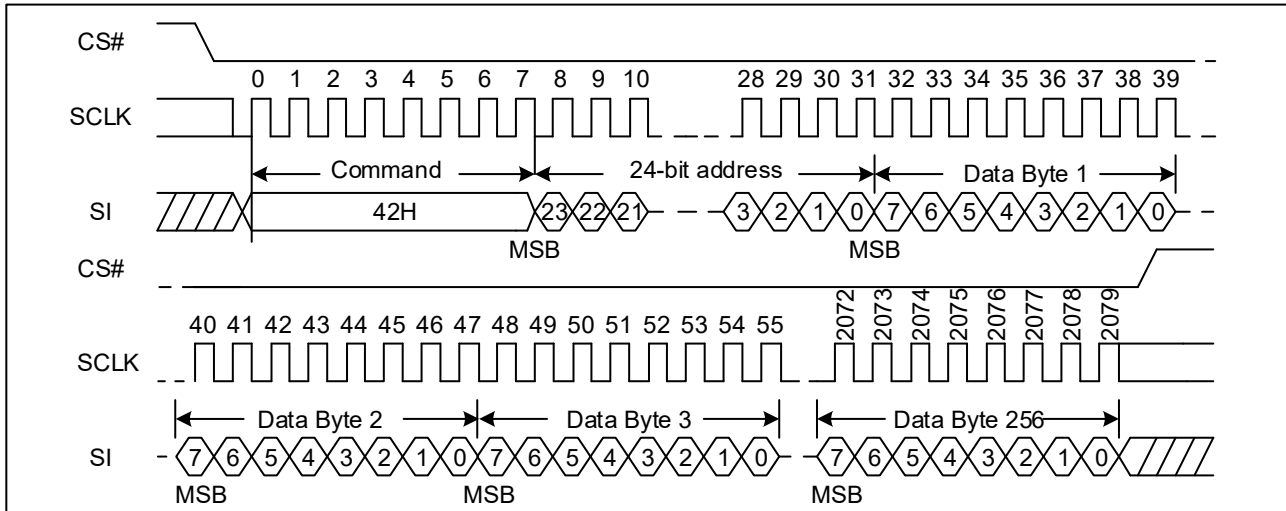 CS#
0 1 2 3 4 5 6 7 8 9 10 28 29 30 31 32 33 34 35 36 37 38 39
SCLK
Command 24-bit address Data Byte 1
SI 42H 23 22 21 3 2 1 0 7 6 5 4 3 2 1 0
MSB MSB
CS#
40 41 42 43 44 45 46 47 48 49 50 51 52 53 54 55 2072 2073 2074 2075 2076 2077 2078 2079
SCLK
Data Byte 2 Data Byte 3 Data Byte 256
SI 7 6 5 4 3 2 1 0 7 6 5 4 3 2 1 0 7 6 5 4 3 2 1 0
MSB MSB MSB